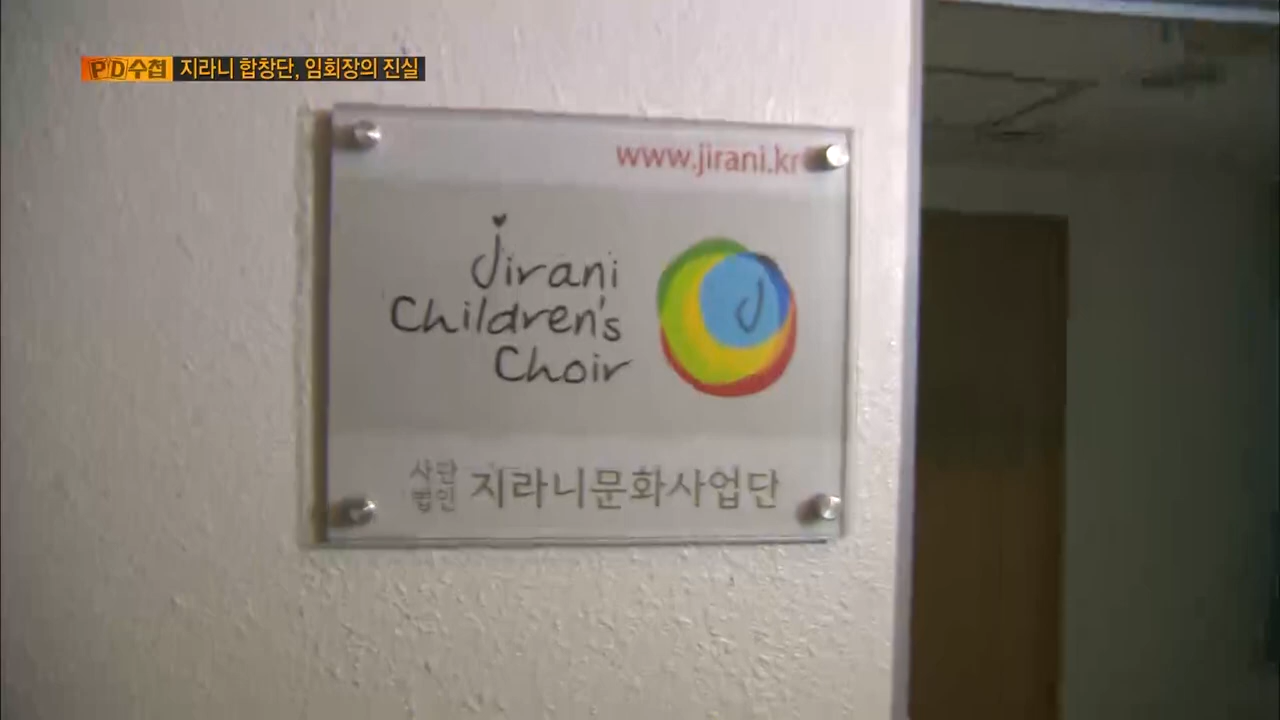 PD수첩 지라니 합창단, 임회장의 진실
www.jirani.kr
Jirani
Children's
Choir
J
사단
법인 지라니문화사업단